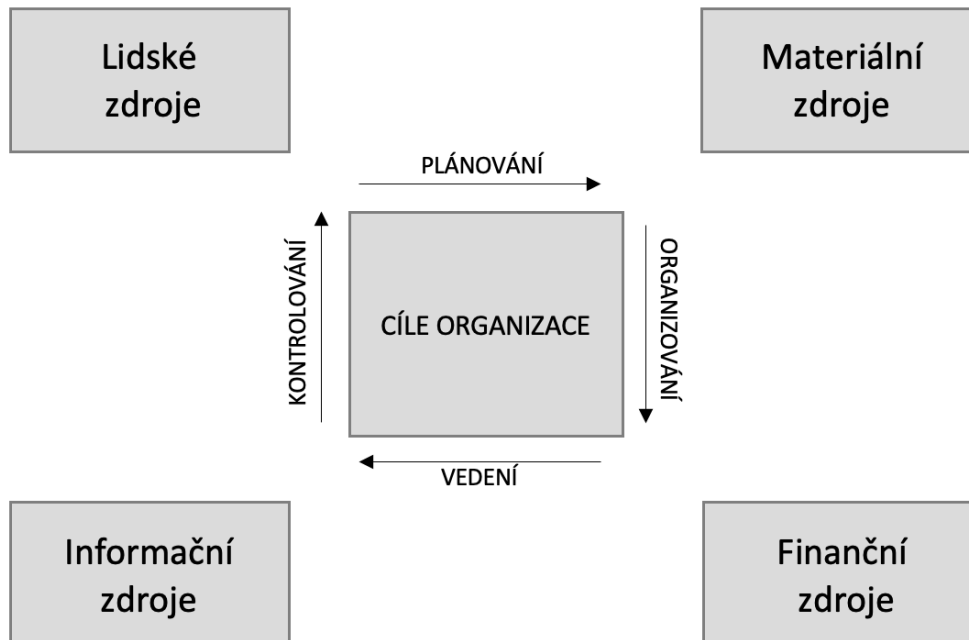 Lidské
zdroje
Materiální
zdroje
PLÁNOVÁNÍ
KONTROLOVÁNÍ
CÍLE ORGANIZACE
ORGANIZOVÁNÍ
VEDENÍ
Informační
zdroje
Finanční
zdroje